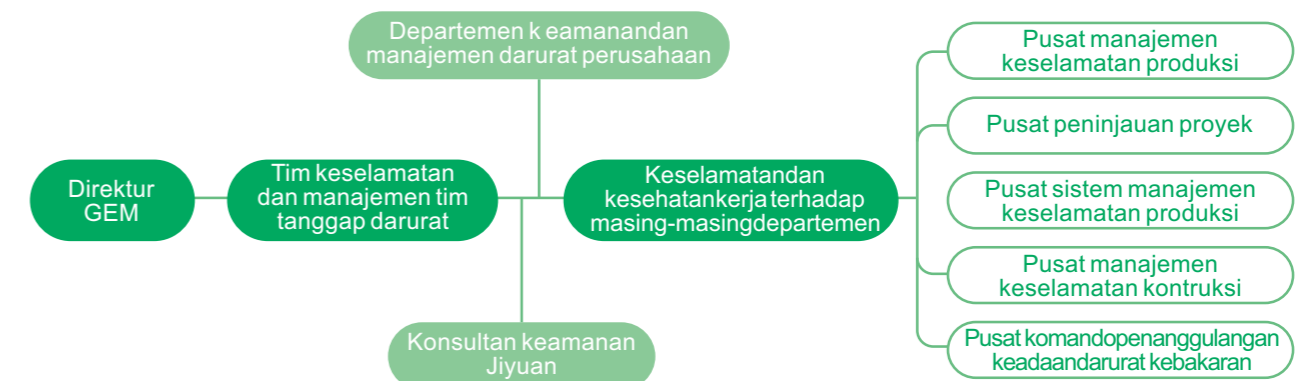 Departemen k eamanandan
manajemen darurat perusahaan
Direktur
GEM
Tim keselamatan
dan manajemen tim
tanggap darurat
Keselamatandan
kesehatankerja terhadap
masing-masingdepartemen
Konsultan keamanan
Jiyuan
Pusat manajemen
keselamatan produksi
Pusat peninjauan proyek
Pusat sistem manajemen
keselamatan produksi
Pusat manajemen
keselamatan kontruksi
Pusat komandopenanggulangan
keadaandarurat kebakaran